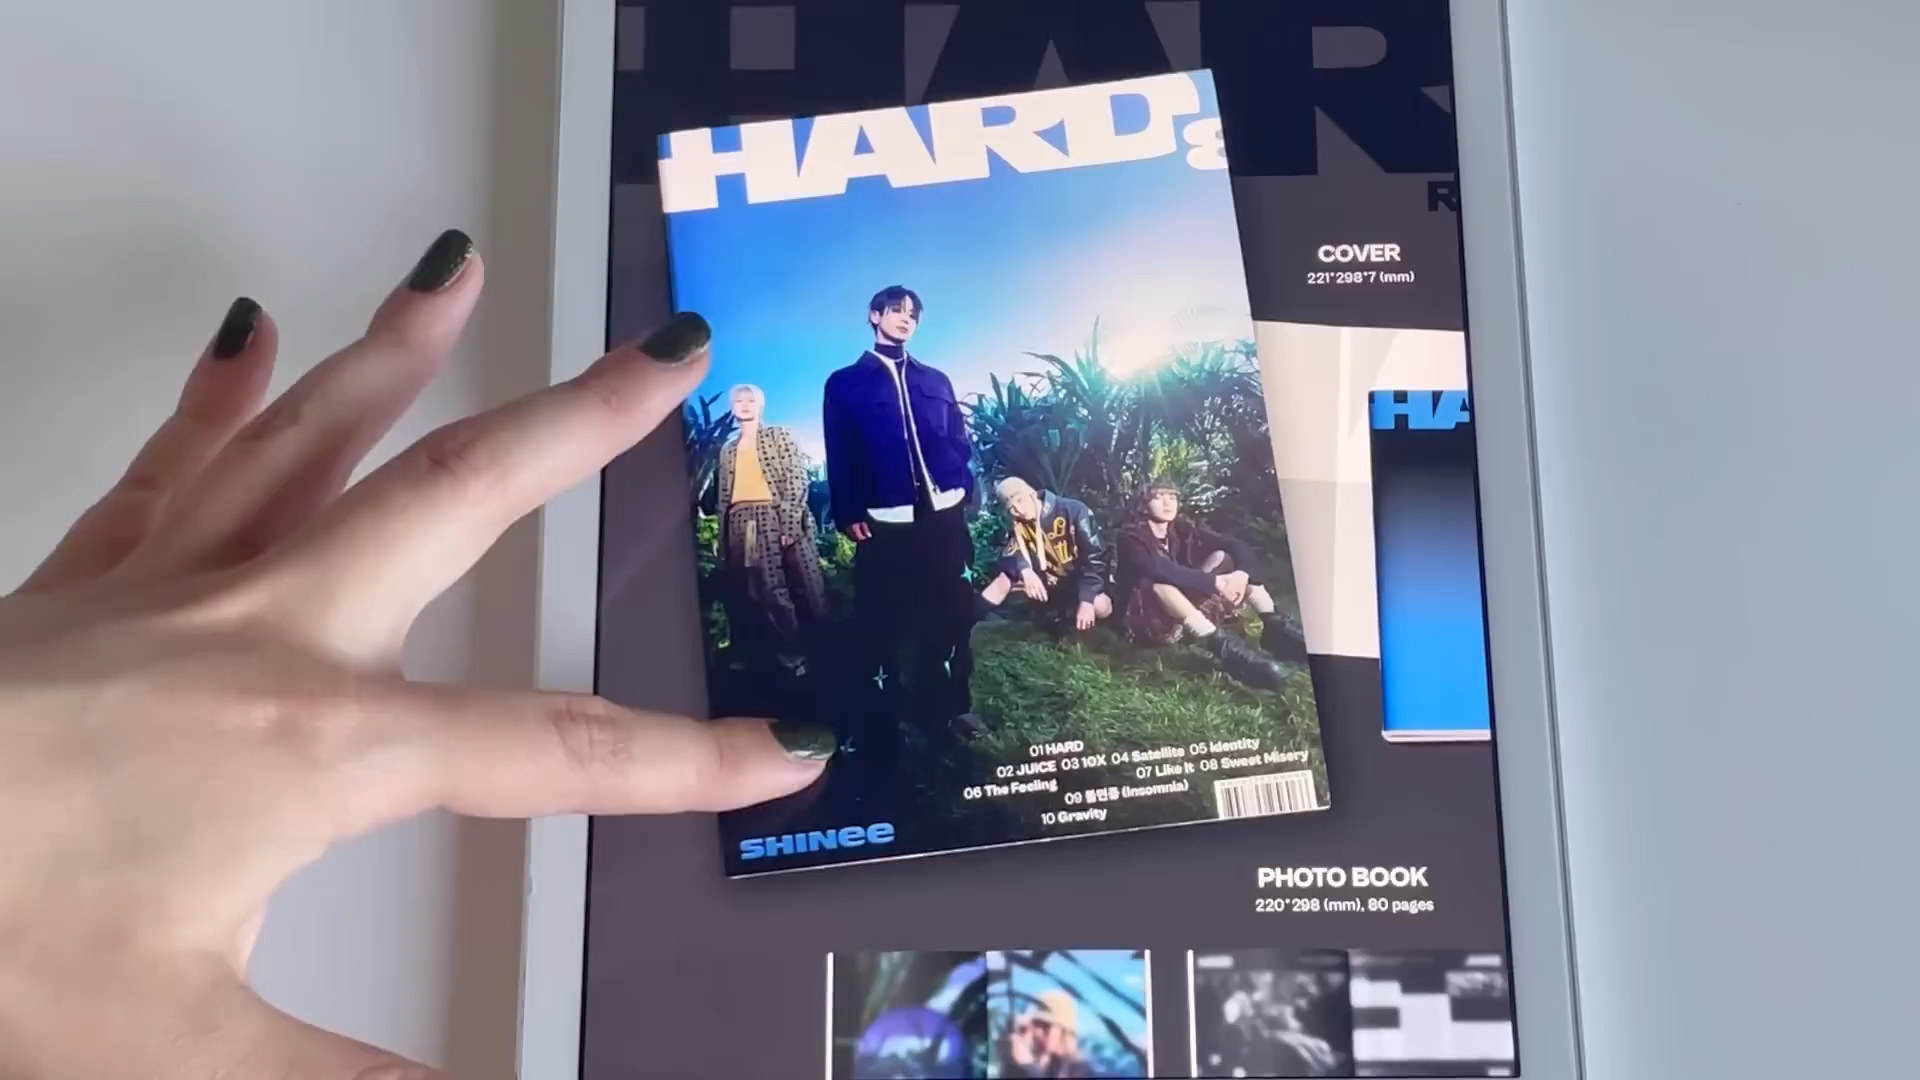 HARD
COVER
221*298*7 (mm)
HA
01 HARD
02 JUICE 03 10X 04 Satellite 05 Identity
06 The Feeling 07 Like It 08 Sweet Misery
09 불면증 (Insomnia)
10 Gravity
SHINee
PHOTO BOOK
220*298 (mm), 80 pages